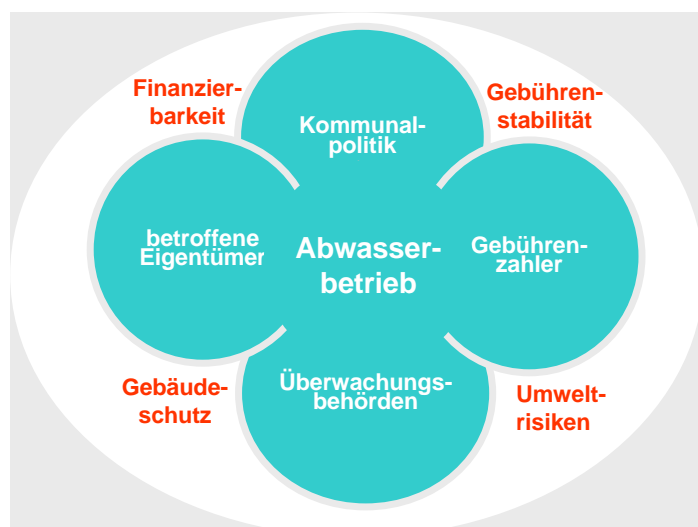 Finanzier-
barkeit
Gebühren-
stabilität
Kommunal-
politik
betroffene
Eigentümer
Abwasser-
betrieb
Gebühren-
zahler
Gebäude-
schutz
Überwachungs-
behörden
Umwelt-
risiken